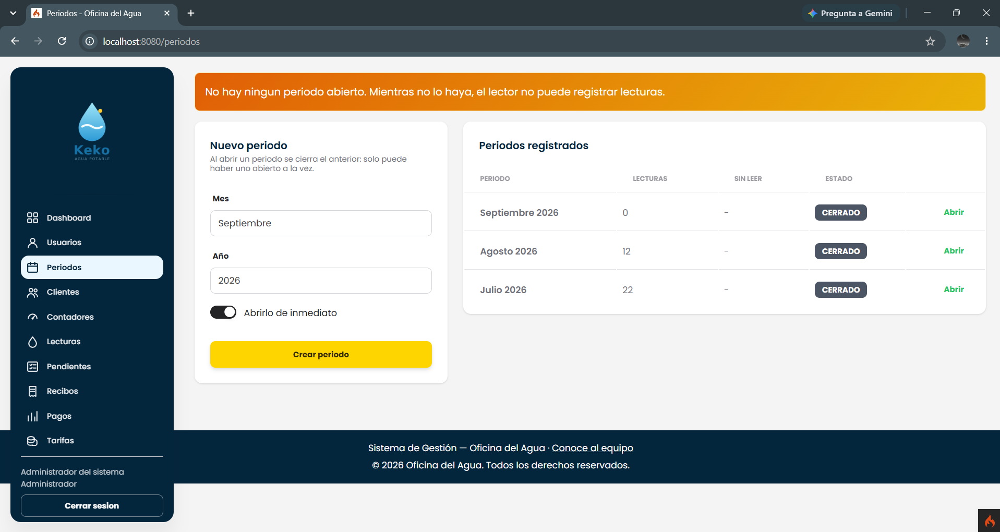 Periodos - Oficina del Agua
Pregunta a Gemini
localhost:8080/periodos
Keko
AGUA POTABLE
Dashboard
Usuarios
Periodos
Clientes
Contadores
Lecturas
Pendientes
Recibos
Pagos
Tarifas
Administrador del sistema
Administrador
Cerrar sesion
No hay ningun periodo abierto. Mientras no lo haya, el lector no puede registrar lecturas.
Nuevo periodo
Al abrir un periodo se cierra el anterior: solo puede
haber uno abierto a la vez.
Mes
Septiembre
Año
2026
Abrirlo de inmediato
Crear periodo
Periodos registrados
PERIODO LECTURAS SIN LEER ESTADO
Septiembre 2026 0 - CERRADO Abrir
Agosto 2026 12 - CERRADO Abrir
Julio 2026 22 - CERRADO Abrir
Sistema de Gestión — Oficina del Agua · Conoce al equipo
© 2026 Oficina del Agua. Todos los derechos reservados.